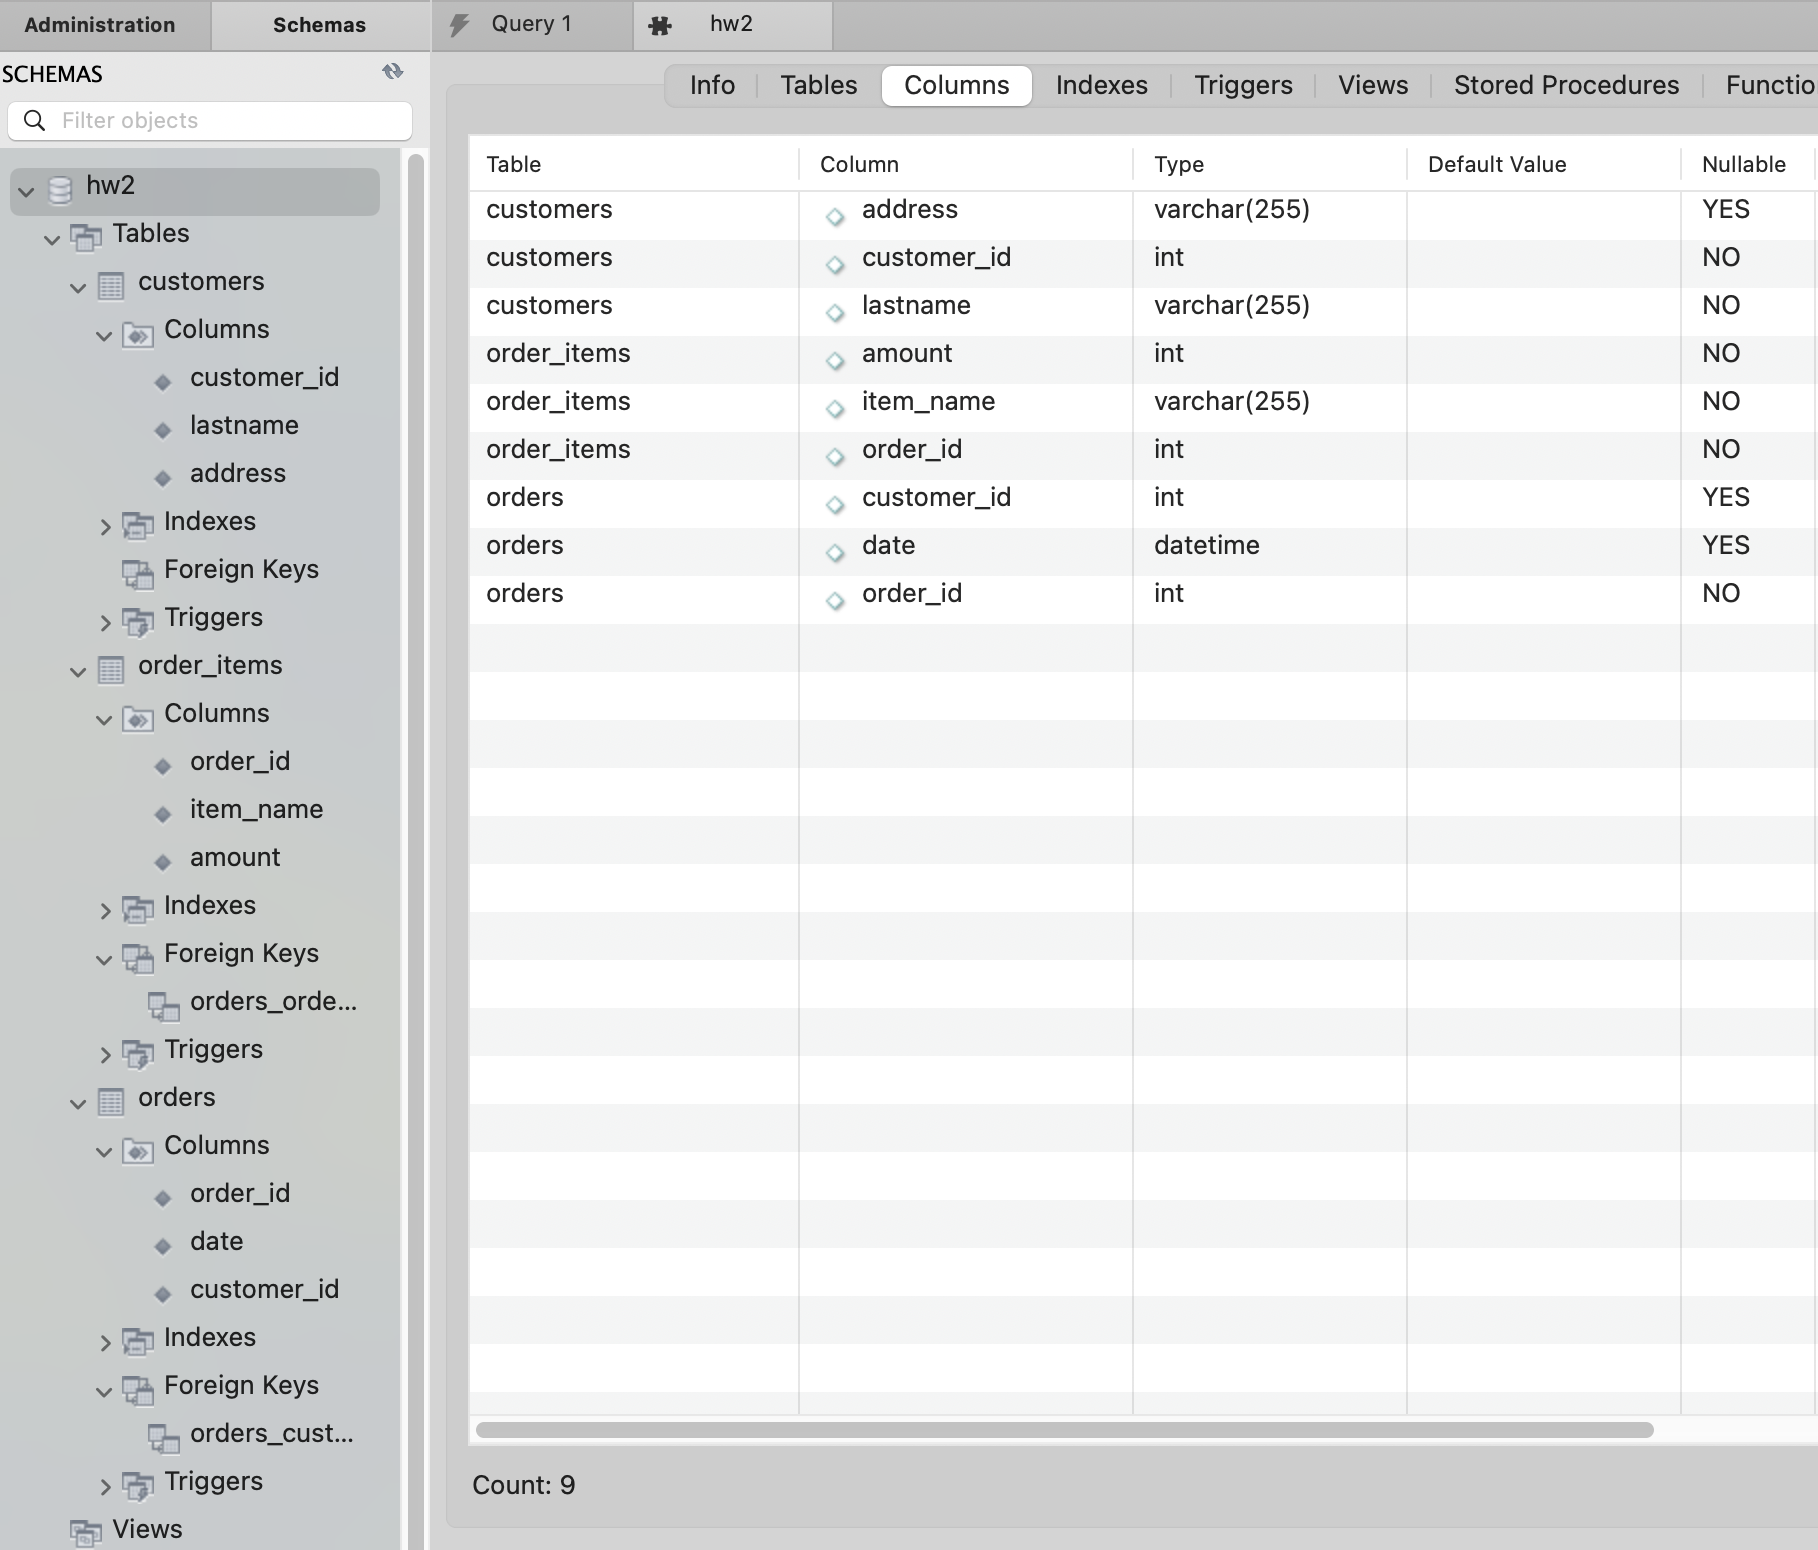 Administration Schemas
SCHEMAS
Filter objects
hw2
Tables
customers
Columns
customer_id
lastname
address
Indexes
Foreign Keys
Triggers
order_items
Columns
order_id
item_name
amount
Indexes
Foreign Keys
orders_orde...
Triggers
orders
Columns
order_id
date
customer_id
Indexes
Foreign Keys
orders_cust...
Triggers
Views
Query 1 hw2
Info Tables Columns Indexes Triggers Views Stored Procedures Functio
Table Column Type Default Value Nullable
customers address varchar(255) YES
customers customer_id int NO
customers lastname varchar(255) NO
order_items amount int NO
order_items item_name varchar(255) NO
order_items order_id int NO
orders customer_id int YES
orders date datetime YES
orders order_id int NO
Count: 9